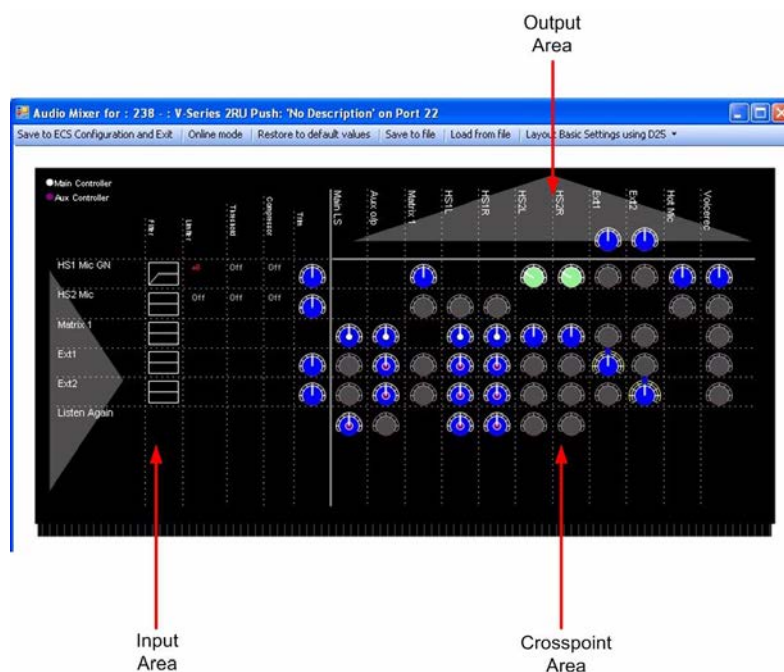 Output
Area
Audio Mixer for : 238 - : V-Series 2RU Push: 'No Description' on Port 22
Save to ECS Configuration and Exit Online mode Restore to default values Save to file Load from file Layout Basic Settings using D25
Main Controller
Aux Controller
Filter
Limiter
Threshold
Compressor
Trim
Main LS
Aux o/p
Matrix 1
HS1L
HS1R
HS2L
HS2R
Ext1
Ext2
Hot Mic
Voicerec
HS1 Mic GN
Off Off
HS2 Mic
Off Off Off
Matrix 1
Ext1
Ext2
Listen Again
Input
Area
Crosspoint
Area